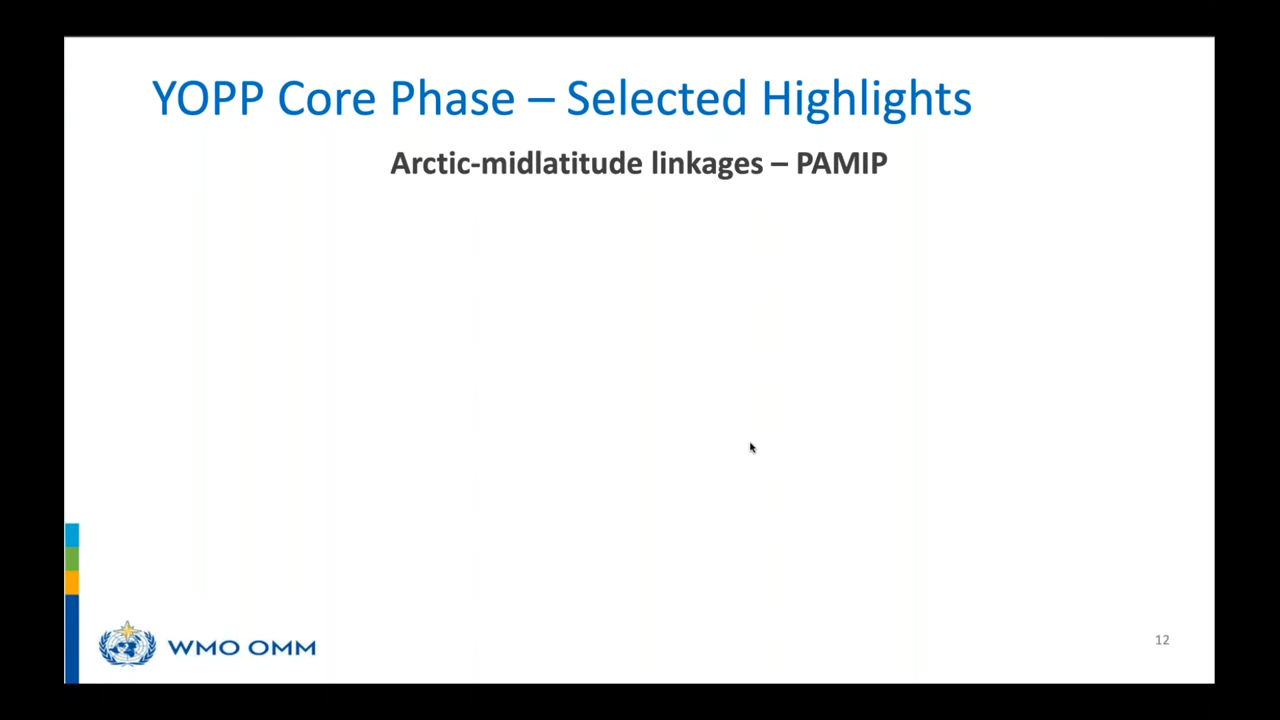 YOPP Core Phase – Selected Highlights
Arctic-midlatitude linkages – PAMIP
WMO OMM
12